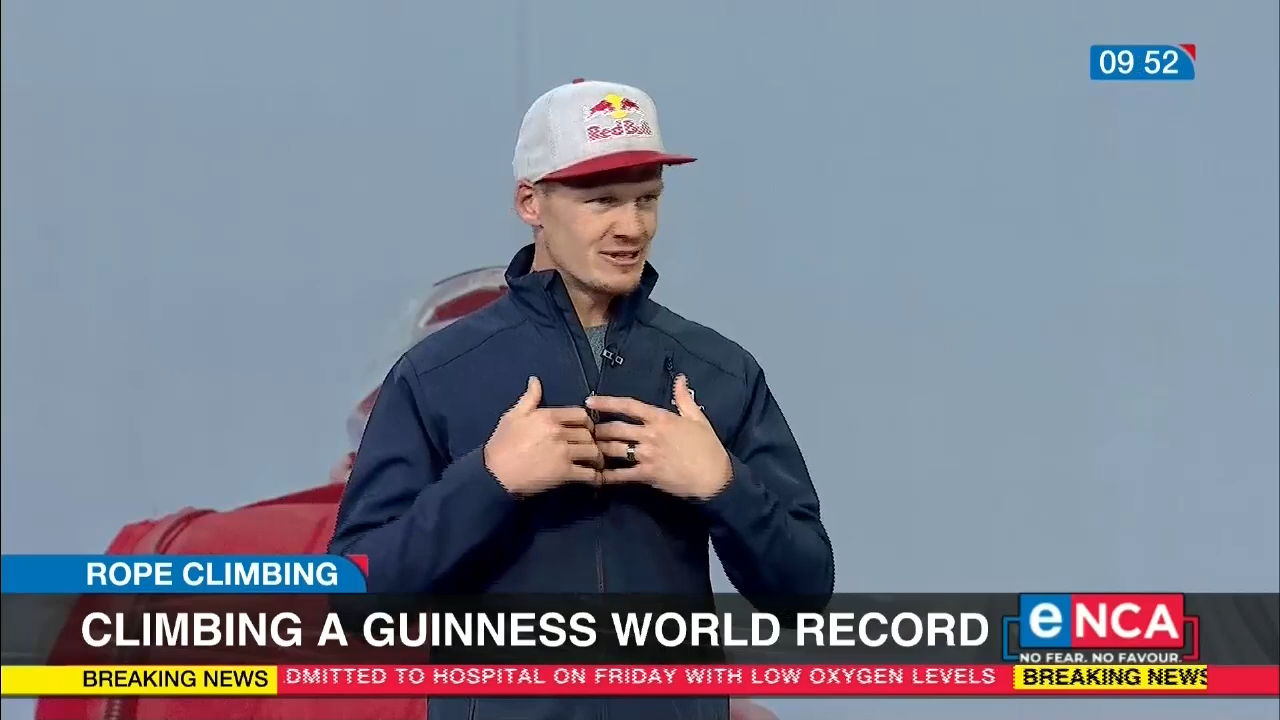 09 52
Red Bull
ROPE CLIMBING
CLIMBING A GUINNESS WORLD RECORD
eNCA
NO FEAR. NO FAVOUR.
BREAKING NEWS
DMITTED TO HOSPITAL ON FRIDAY WITH LOW OXYGEN LEVELS
BREAKING NEWS